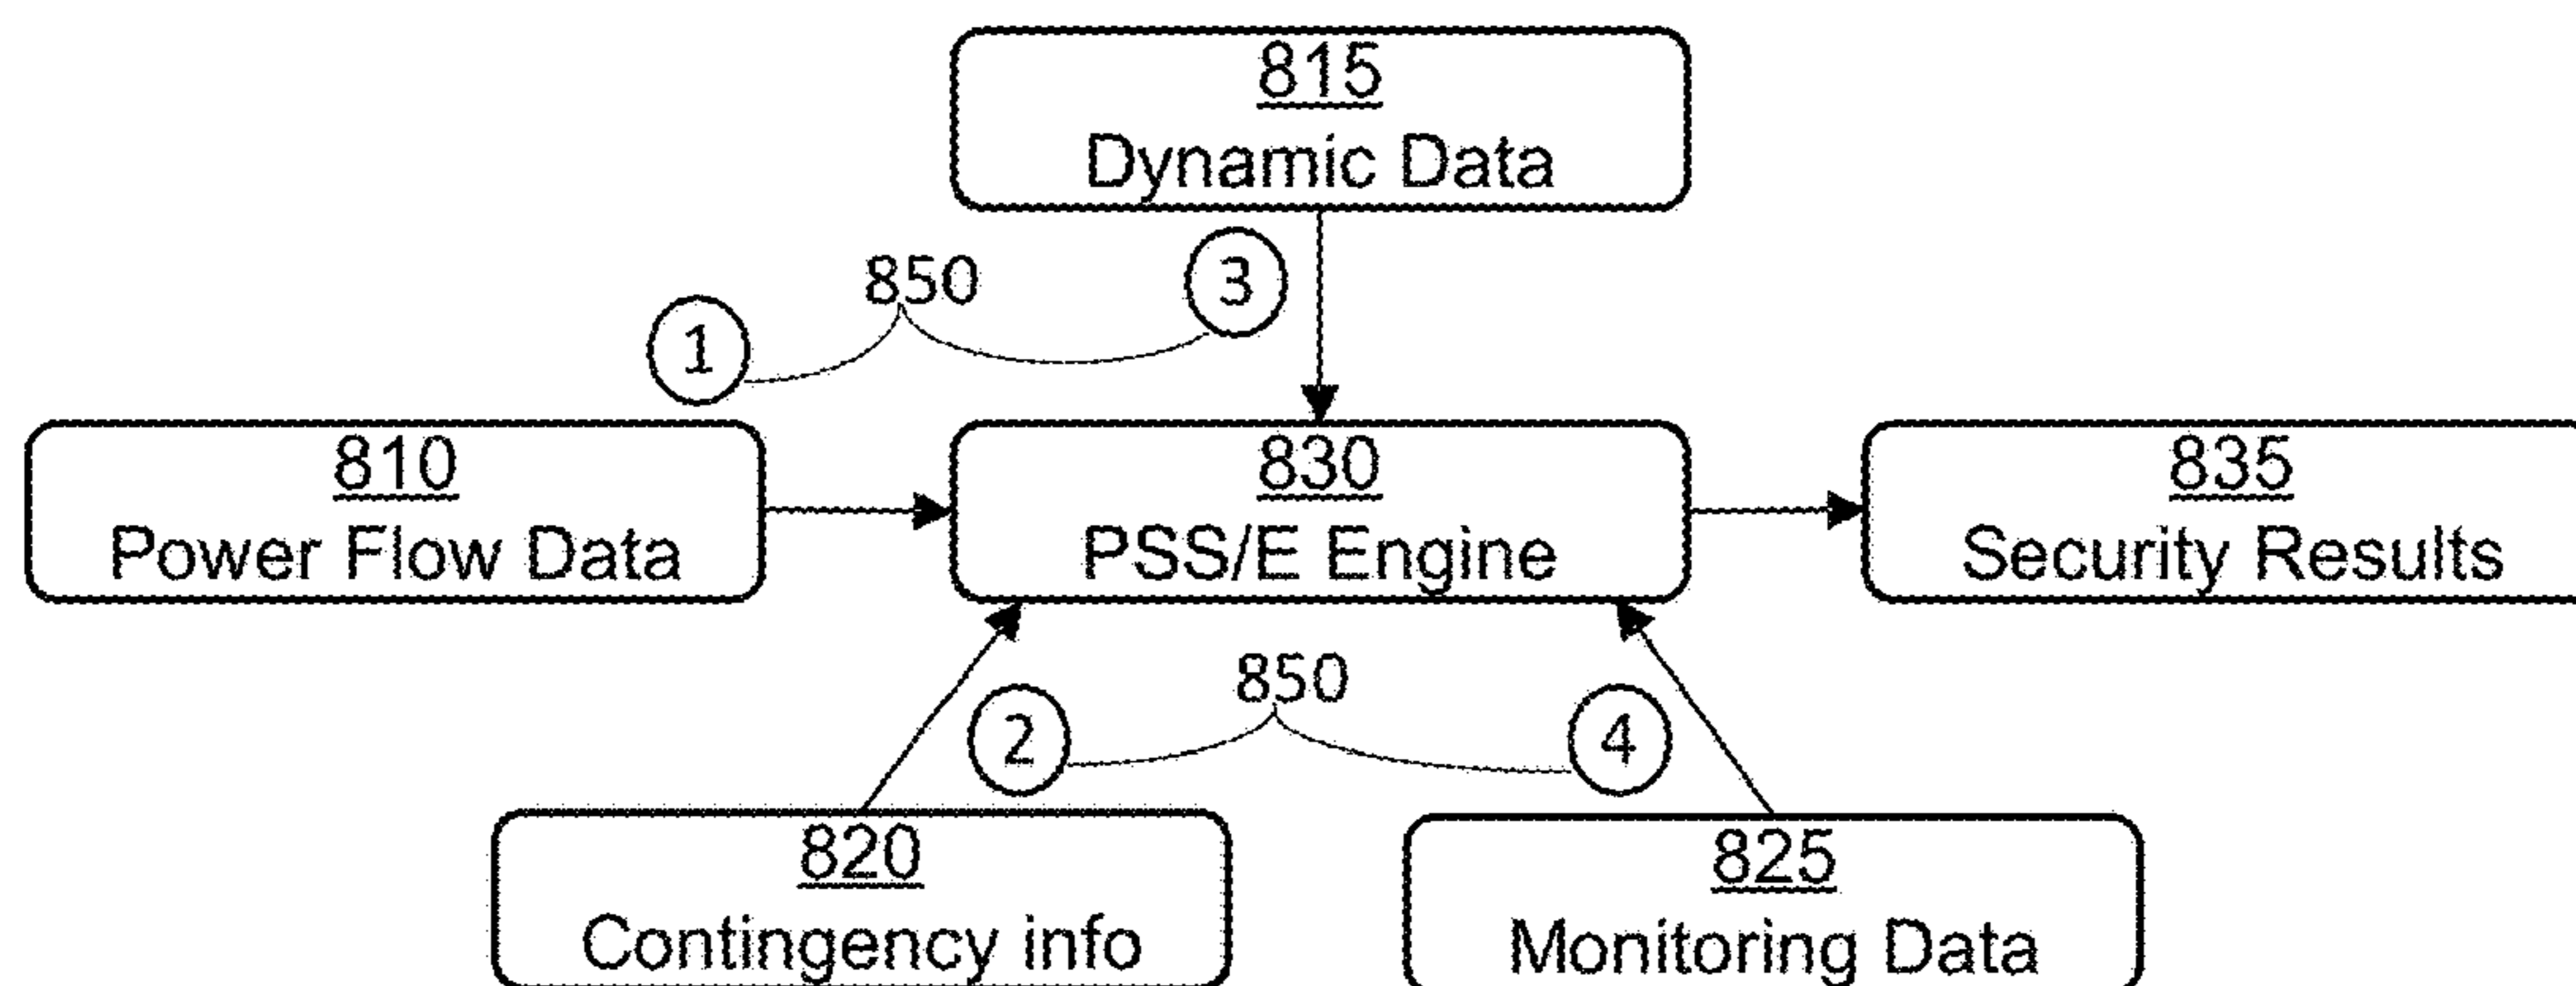 815
Dynamic Data
850
3
1
810
Power Flow Data
830
PSS/E Engine
835
Security Results
850
2
4
820
Contingency info
825
Monitoring Data